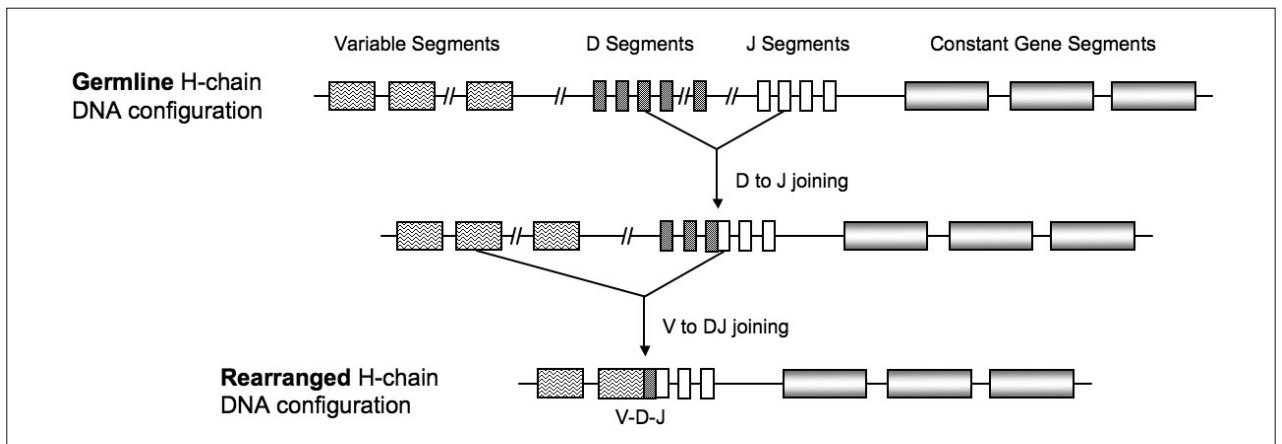 Variable Segments
D Segments
J Segments
Constant Gene Segments
Germline H-chain
DNA configuration
D to J joining
V to DJ joining
Rearranged H-chain
DNA configuration
V-D-J